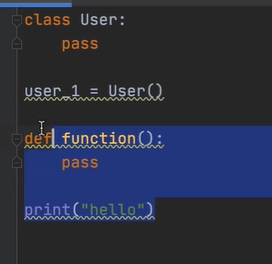 class User:
    pass

user_1 = User()

def function():
    pass

print("hello")